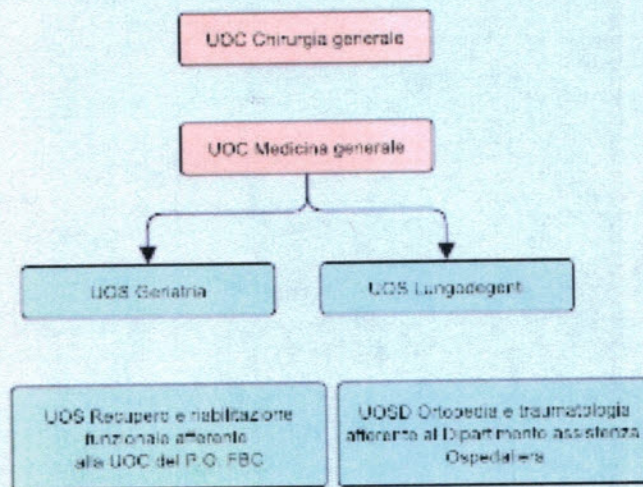 UOC Chirurgia generale
UOC Medicina generale
UOS Geriatria
UOS Lungodegenti
UOS Recupero e riabilitazione
funzionale afferente
alla UOC del P.O. FBC
UOSD Ortopedia e traumatologia
afferente al Dipartimento assistenza
Ospedaliera